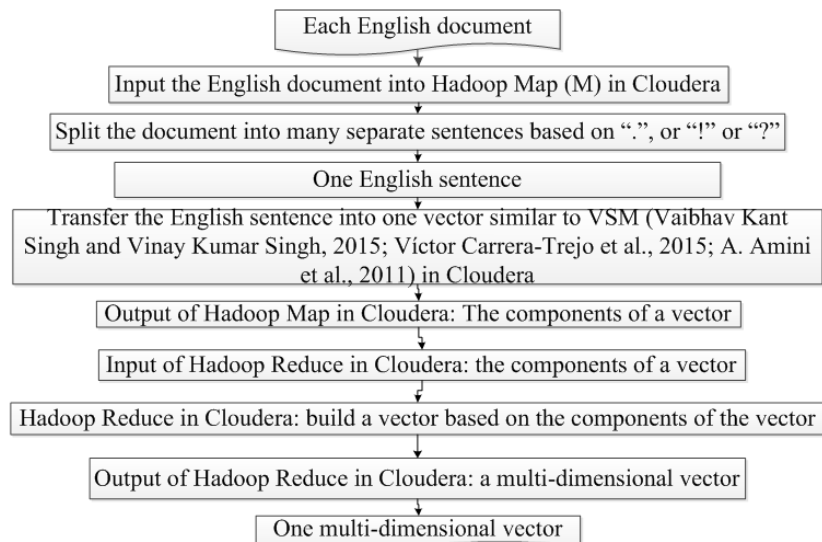 Each English document
Input the English document into Hadoop Map (M) in Cloudera
Split the document into many separate sentences based on “.”, or “!” or “?”
One English sentence
Transfer the English sentence into one vector similar to VSM (Vaibhav Kant
Singh and Vinay Kumar Singh, 2015; Víctor Carrera-Trejo et al., 2015; A. Amini
et al., 2011) in Cloudera
Output of Hadoop Map in Cloudera: The components of a vector
Input of Hadoop Reduce in Cloudera: the components of a vector
Hadoop Reduce in Cloudera: build a vector based on the components of the vector
Output of Hadoop Reduce in Cloudera: a multi-dimensional vector
One multi-dimensional vector